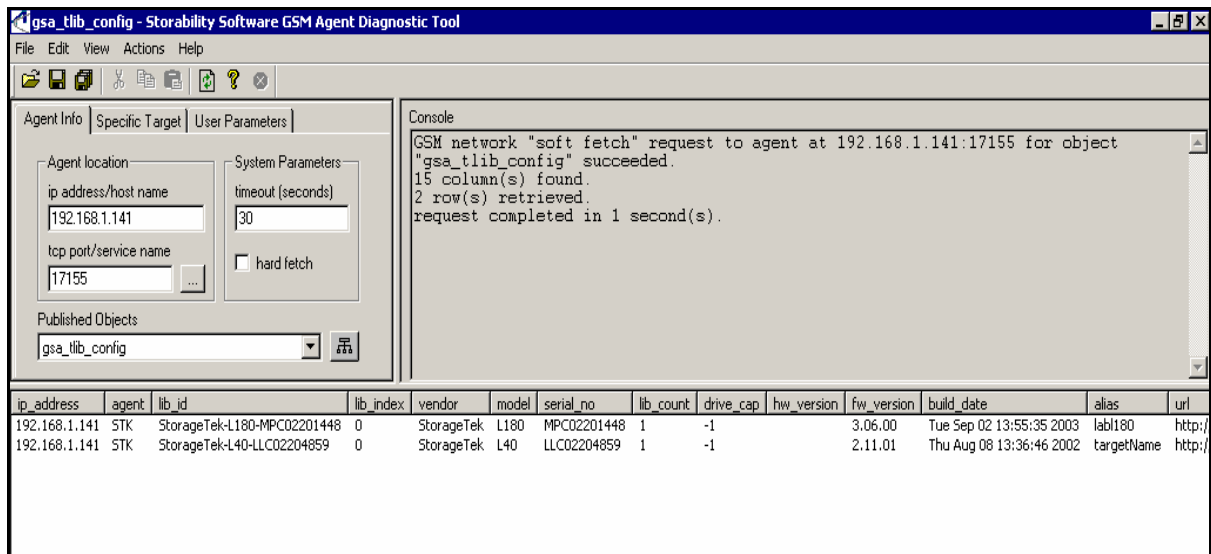 gsa_tlib_config - Storability Software GSM Agent Diagnostic Tool
File Edit View Actions Help
Agent Info Specific Target User Parameters
Agent location
ip address/host name
192.168.1.141
tcp port/service name
17155
...
System Parameters
timeout (seconds)
30
hard fetch
Published Objects
gsa_tlib_config
Console
GSM network "soft fetch" request to agent at 192.168.1.141:17155 for object
"gsa_tlib_config" succeeded.
15 column(s) found.
2 row(s) retrieved.
request completed in 1 second(s).
ip_address agent lib_id lib_index vendor model serial_no lib_count drive_cap hw_version fw_version build_date alias url
192.168.1.141 STK StorageTek-L180-MPC02201448 0 StorageTek L180 MPC02201448 1 -1 3.06.00 Tue Sep 02 13:55:35 2003 labl180 http:/
192.168.1.141 STK StorageTek-L40-LLC02204859 0 StorageTek L40 LLC02204859 1 -1 2.11.01 Thu Aug 08 13:36:46 2002 targetName http:/